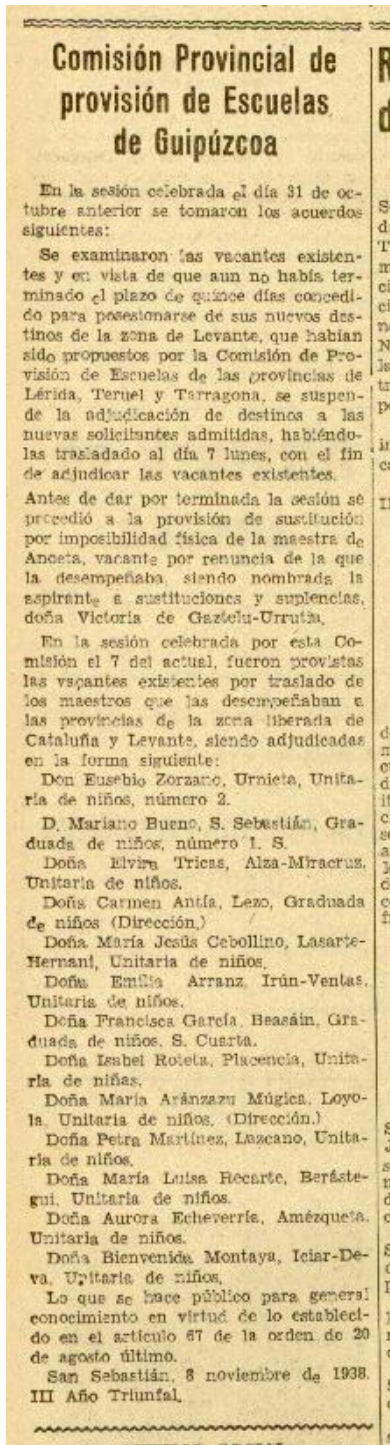 Comisión Provincial de
provisión de Escuelas
de Guipúzcoa
En la sesión celebrada el día 31 de oc-
tubre anterior se tomaron los acuerdos
siguientes:
Se examinaron las vacantes existen-
tes y en vista de que aun no había ter-
minado el plazo de quince días concedi-
do para posesionarse de sus nuevos des-
tinos de la zona de Levante, que habían
sido propuestos por la Comisión de Pro-
visión de Escuelas de las provincias de
Lérida, Teruel y Tarragona, se suspen-
de la adjudicación de destinos a las
nuevas solicitantes admitidas, habiéndo-
las trasladado al día 7 lunes, con el fin
de adjudicar las vacantes existentes.
Antes de dar por terminada la sesión se
procedió a la provisión de sustitución
por imposibilidad física de la maestra de
Anoeta, vacante por renuncia de la que
la desempeñaba, siendo nombrada la
aspirante a sustituciones y suplencias,
doña Victoria de Gaztelu-Urrutia.
En la sesión celebrada por esta Co-
misión el 7 del actual, fueron provistas
las vacantes existentes por traslado de
los maestros que las desempeñaban a
las provincias de la zona liberada de
Cataluña y Levante, siendo adjudicadas
en la forma siguiente:
Don Eusebio Zorzano, Urnieta, Unita-
ria de niños, número 2.
D. Mariano Bueno, S. Sebastián, Gra-
duada de niños, número 1. S.
Doña Elvira Tricas, Alza-Miracruz,
Unitaria de niños.
Doña Carmen Antía, Lezo, Graduada
de niños (Dirección.)
Doña María Jesús Cebollino, Lasarte-
Hernani, Unitaria de niños.
Doña Emilia Arranz, Irún-Ventas,
Unitaria de niños.
Doña Francisca García, Beasáin, Gra-
duada de niños. S. Cuarta.
Doña Isabel Roteta, Placencia, Unita-
ria de niñas.
Doña María Aránzazu Múgica, Loyo-
la, Unitaria de niños. (Dirección.)
Doña Petra Martínez, Lazcano, Unita-
ria de niños.
Doña María Luisa Recarte, Beráste-
gui, Unitaria de niños.
Doña Aurora Echeverría, Amézqueta,
Unitaria de niños.
Doña Bienvenida Montaya, Iciar-De-
va, Unitaria de niños.
Lo que se hace público para general
conocimiento en virtud de lo estableci-
do en el artículo 67 de la orden de 20
de agosto último.
San Sebastián, 8 noviembre de 1938.
III Año Triunfal.